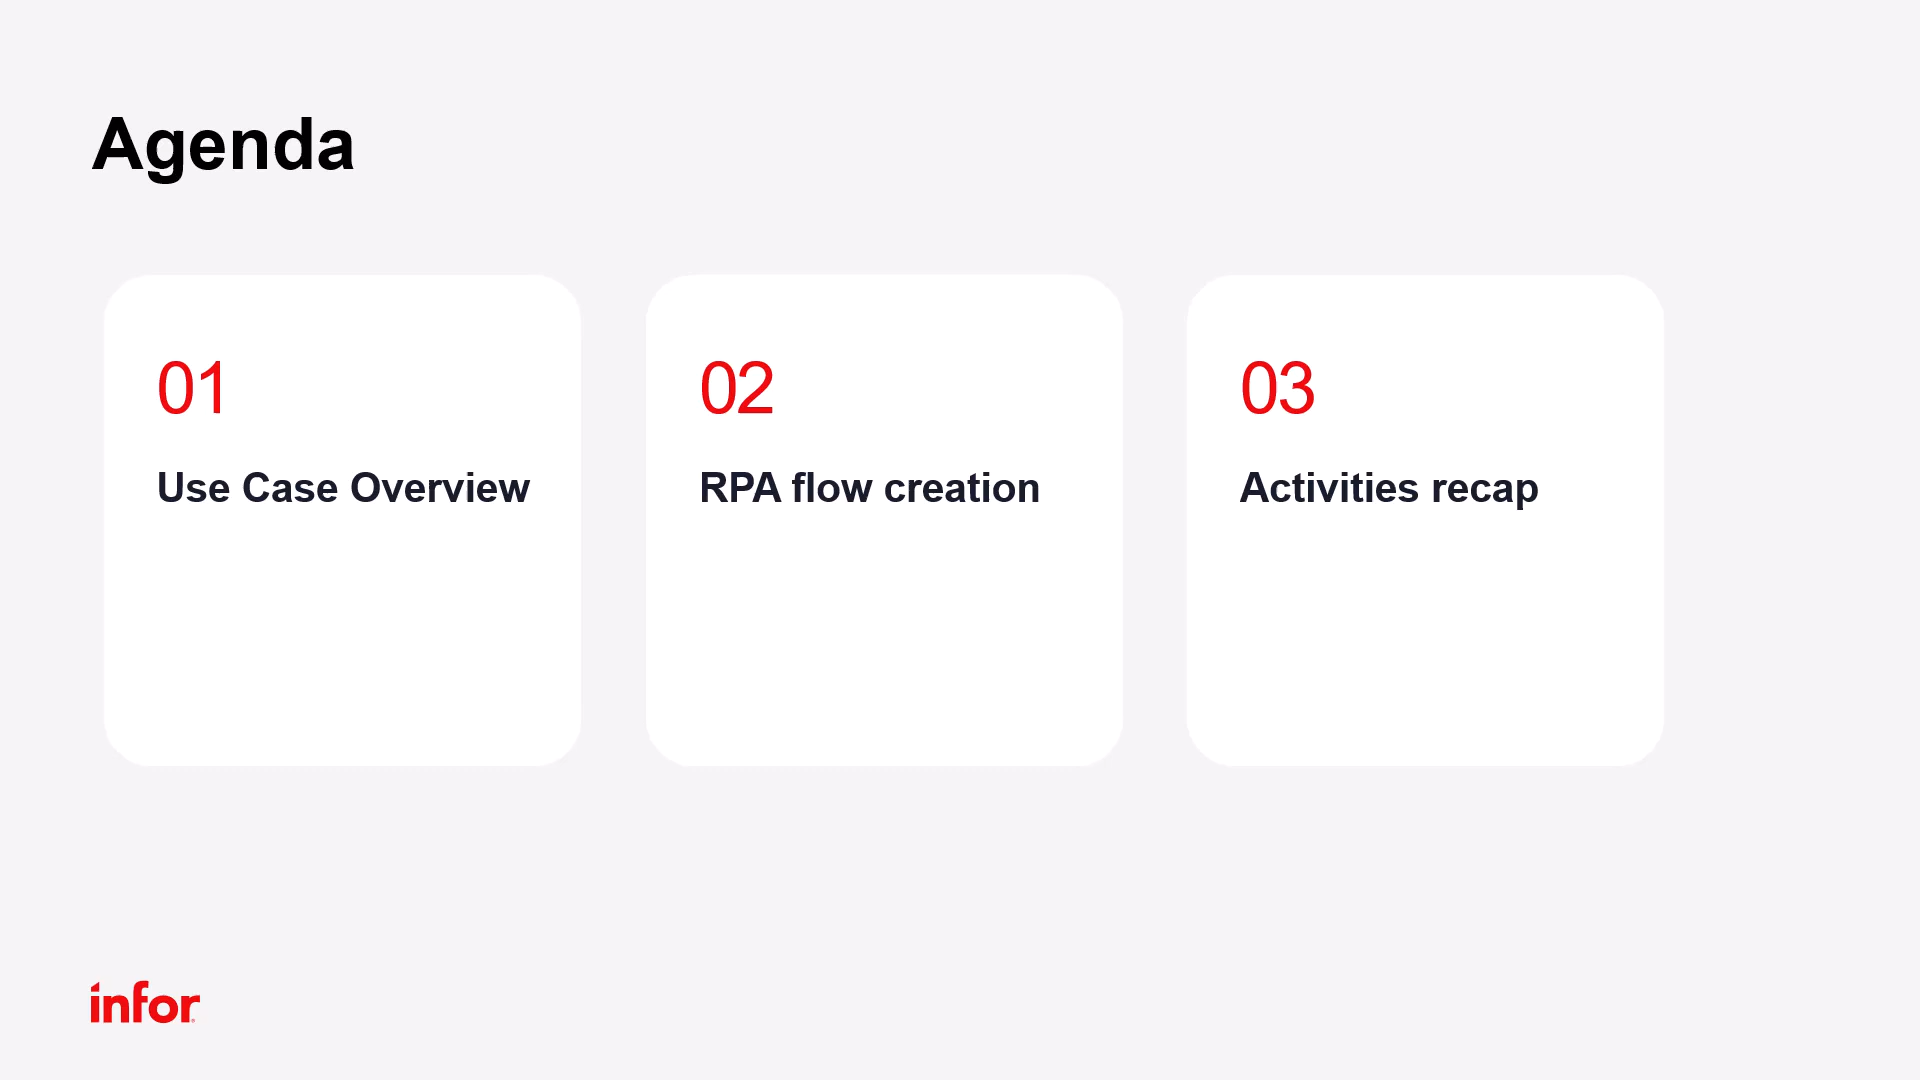 Agenda
01
Use Case Overview
02
RPA flow creation
03
Activities recap
infor